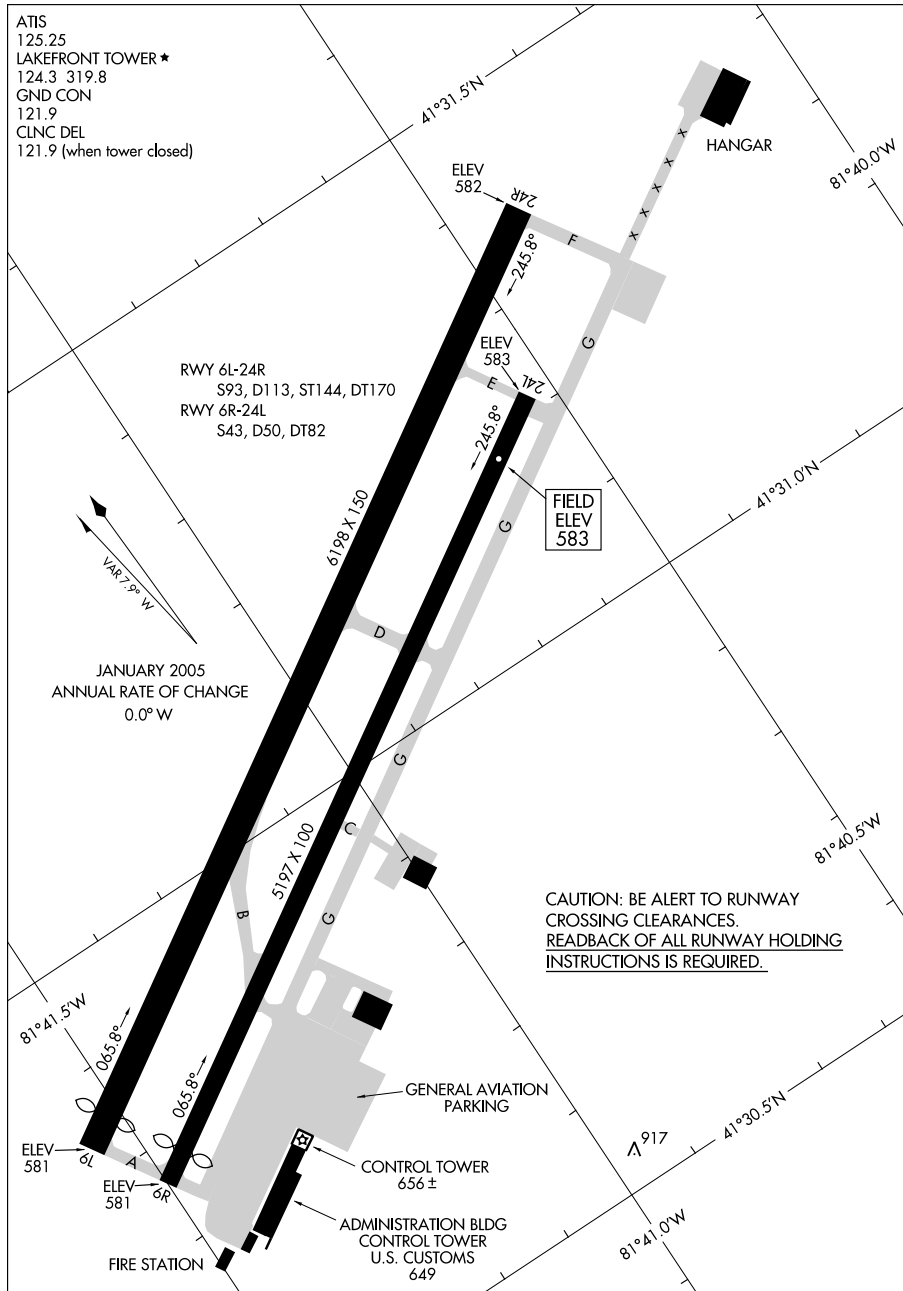 ATIS
125.25
LAKEFRONT TOWER ★
124.3 319.8
GND CON
121.9
CLNC DEL
121.9 (when tower closed)
41°31.5'N
HANGAR
81°40.0'W
ELEV
582
24R
F
245.8°
G
ELEV
583
24L
E
245.8°
RWY 6L-24R
S93, D113, ST144, DT170
RWY 6R-24L
S43, D50, DT82
FIELD
ELEV
583
41°31.0'N
G
6198 X 150
VAR 7.9° W
D
JANUARY 2005
ANNUAL RATE OF CHANGE
0.0° W
G
C
5197 X 100
81°40.5'W
B
G
CAUTION: BE ALERT TO RUNWAY
CROSSING CLEARANCES.
READBACK OF ALL RUNWAY HOLDING
INSTRUCTIONS IS REQUIRED.
81°41.5'W
065.8°
065.8°
GENERAL AVIATION
PARKING
41°30.5'N
917
ELEV
581
6L
A
ELEV
581
6R
CONTROL TOWER
656 ±
ADMINISTRATION BLDG
CONTROL TOWER
U.S. CUSTOMS
649
81°41.0'W
FIRE STATION
x x x x x